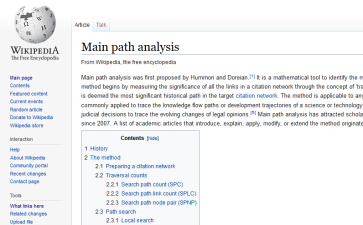 WIKIPEDIA
The Free Encyclopedia
Main page
Contents
Featured content
Current events
Random article
Donate to Wikipedia
Wikipedia store
Interaction
Help
About Wikipedia
Community portal
Recent changes
Contact page
Tools
What links here
Related changes
Upload file
Article Talk
Main path analysis
From Wikipedia, the free encyclopedia
Main path analysis was first proposed by Hummon and Doreian.[1] It is a mathematical tool to identify the
method begins by measuring the significance of all the links in a citation network through the concept of
is deemed the most significant historical path in the target citation network. The method is applicable to
commonly applied to trace the knowledge flow paths or development trajectories of a science or technology
judicial decisions to trace the evolving changes of legal opinions. Main path analysis has attracted
since 2007. A list of academic articles that introduce, explain, apply, modify, or extend the method
Contents [hide]
1 History
2 The method
2.1 Preparing a citation network
2.2 Traversal counts
2.2.1 Search path count (SPC)
2.2.2 Search path link count (SPLC)
2.2.3 Search path node pair (SPNP)
2.3 Path search
2.3.1 Local search